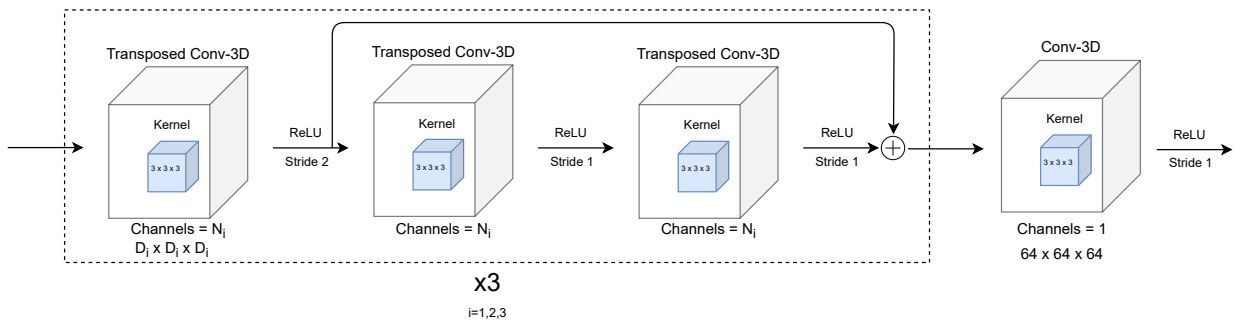 Transposed Conv-3D
Kernel
3 x 3 x 3
Channels = Nᵢ
Dᵢ x Dᵢ x Dᵢ
ReLU
Stride 2
Transposed Conv-3D
Kernel
3 x 3 x 3
Channels = Nᵢ
ReLU
Stride 1
Transposed Conv-3D
Kernel
3 x 3 x 3
Channels = Nᵢ
ReLU
Stride 1
Conv-3D
Kernel
3 x 3 x 3
Channels = 1
64 x 64 x 64
ReLU
Stride 1
x3
i=1,2,3